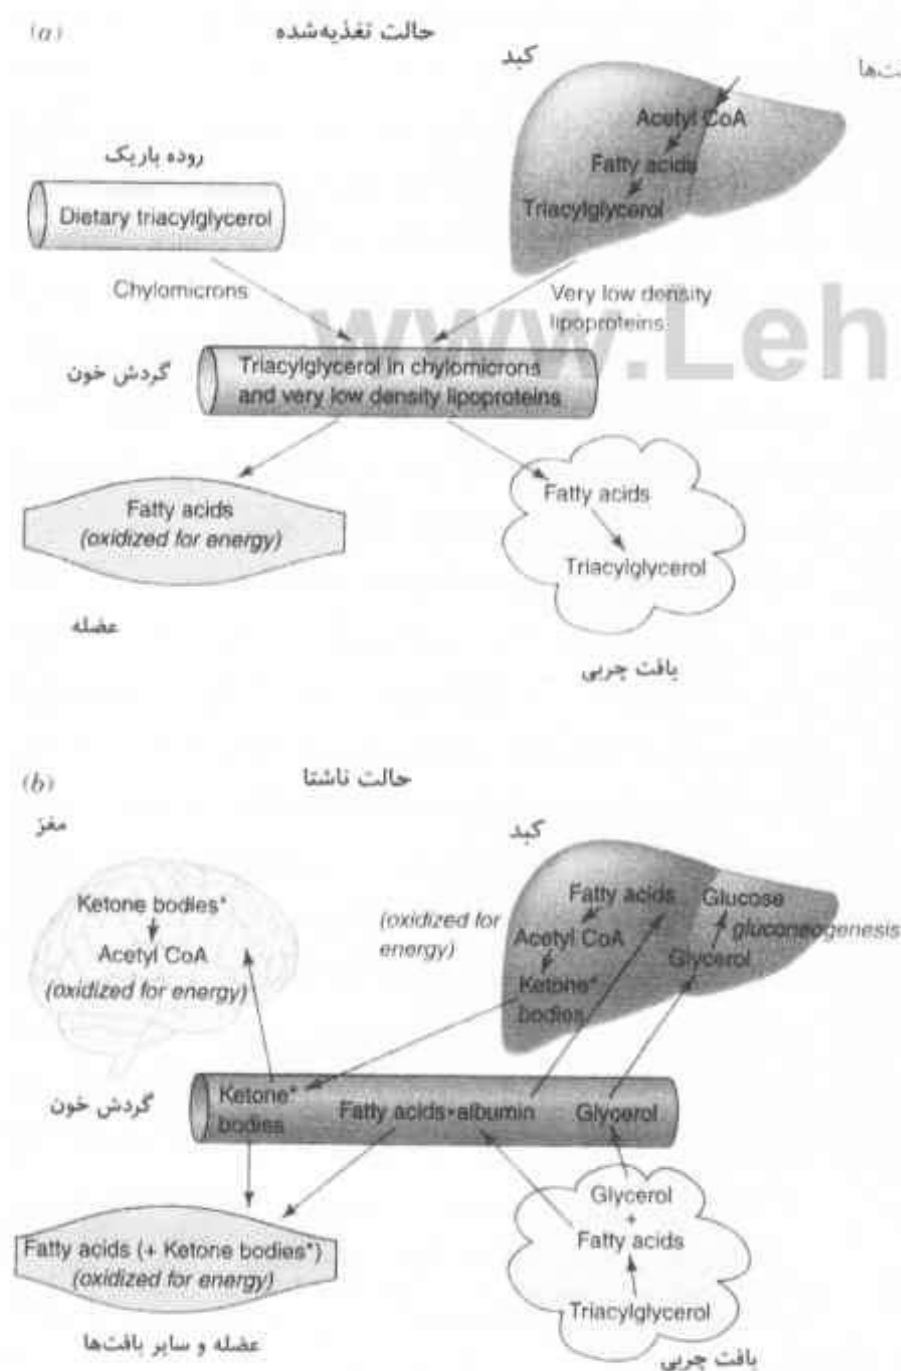 (a)
حالت تغذیه‌شده
کبد
Acetyl CoA
Fatty acids
Triacylglycerol
روده باریک
Dietary triacylglycerol
Chylomicrons
Very low density
lipoproteins
www.Leh
گردش خون
Triacylglycerol in chylomicrons
and very low density lipoproteins
Fatty acids
(oxidized for energy)
عضله
Fatty acids
Triacylglycerol
بافت چربی
(b)
حالت ناشتا
مغز
کبد
Ketone bodies*
Acetyl CoA
(oxidized for energy)
(oxidized for
energy)
Fatty acids
Acetyl CoA
Ketone*
bodies
Glucose
gluconeogenesis
Glycerol
گردش خون
Ketone*
bodies
Fatty acids•albumin
Glycerol
Fatty acids (+ Ketone bodies*)
(oxidized for energy)
عضله و سایر بافت‌ها
Glycerol
+
Fatty acids
Triacylglycerol
بافت چربی